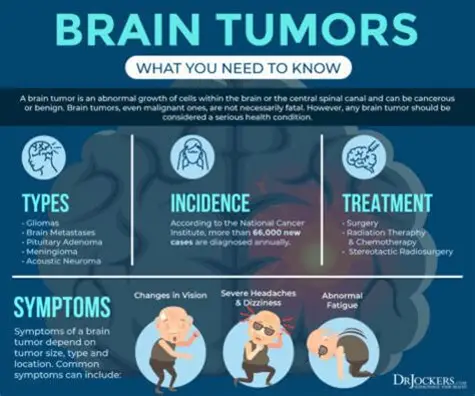 BRAIN TUMORS
WHAT YOU NEED TO KNOW
A brain tumor is an abnormal growth of cells within the brain or the central spinal canal and can be cancerous
or benign. Brain tumors, even malignant ones, are not necessarily fatal. However, any brain tumor should be
considered a serious health condition.
TYPES
- Gliomas
- Brain Metastases
- Pituitary Adenoma
- Meningioma
- Acoustic Neuroma
INCIDENCE
According to the National Cancer
Institute, more than 66,000 new
cases are diagnosed annually.
TREATMENT
- Surgery
- Radiation Theraphy
& Chemotherapy
- Stereotactic Radiosurgery
SYMPTOMS
Symptoms of a brain
tumor depend on
tumor size, type and
location. Common
symptoms can include:
Changes in Vision
Severe Headaches
& Dizziness
Abnormal
Fatigue
DRJOCKERS.COM